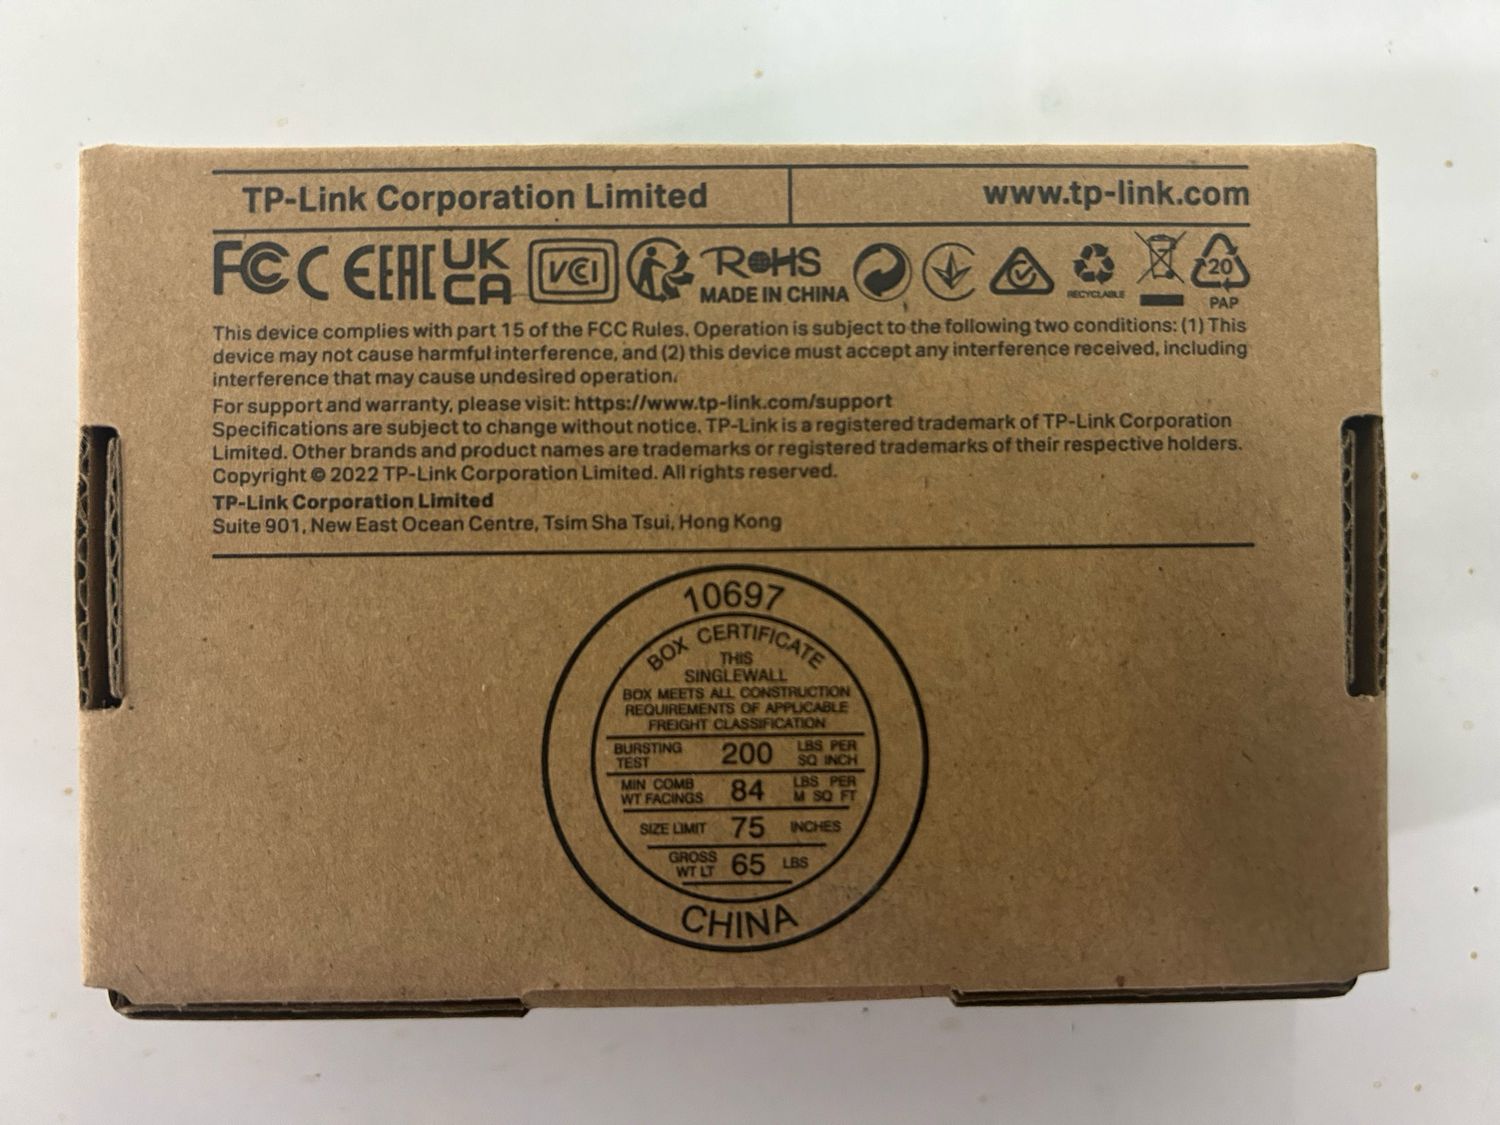 TP-Link Corporation Limited
www.tp-link.com
FC CE EAC UK CA VCCI RoHS
MADE IN CHINA
RECYCLABLE
20
PAP
This device complies with part 15 of the FCC Rules. Operation is subject to the following two conditions: (1) This
device may not cause harmful interference, and (2) this device must accept any interference received, including
interference that may cause undesired operation.
For support and warranty, please visit: https://www.tp-link.com/support
Specifications are subject to change without notice. TP-Link is a registered trademark of TP-Link Corporation
Limited. Other brands and product names are trademarks or registered trademarks of their respective holders.
Copyright © 2022 TP-Link Corporation Limited. All rights reserved.
TP-Link Corporation Limited
Suite 901, New East Ocean Centre, Tsim Sha Tsui, Hong Kong
10697
BOX CERTIFICATE
THIS
SINGLEWALL
BOX MEETS ALL CONSTRUCTION
REQUIREMENTS OF APPLICABLE
FREIGHT CLASSIFICATION
BURSTING TEST 200 LBS PER SQ INCH
MIN COMB WT FACINGS 84 LBS PER M SQ FT
SIZE LIMIT 75 INCHES
GROSS WT LT 65 LBS
CHINA